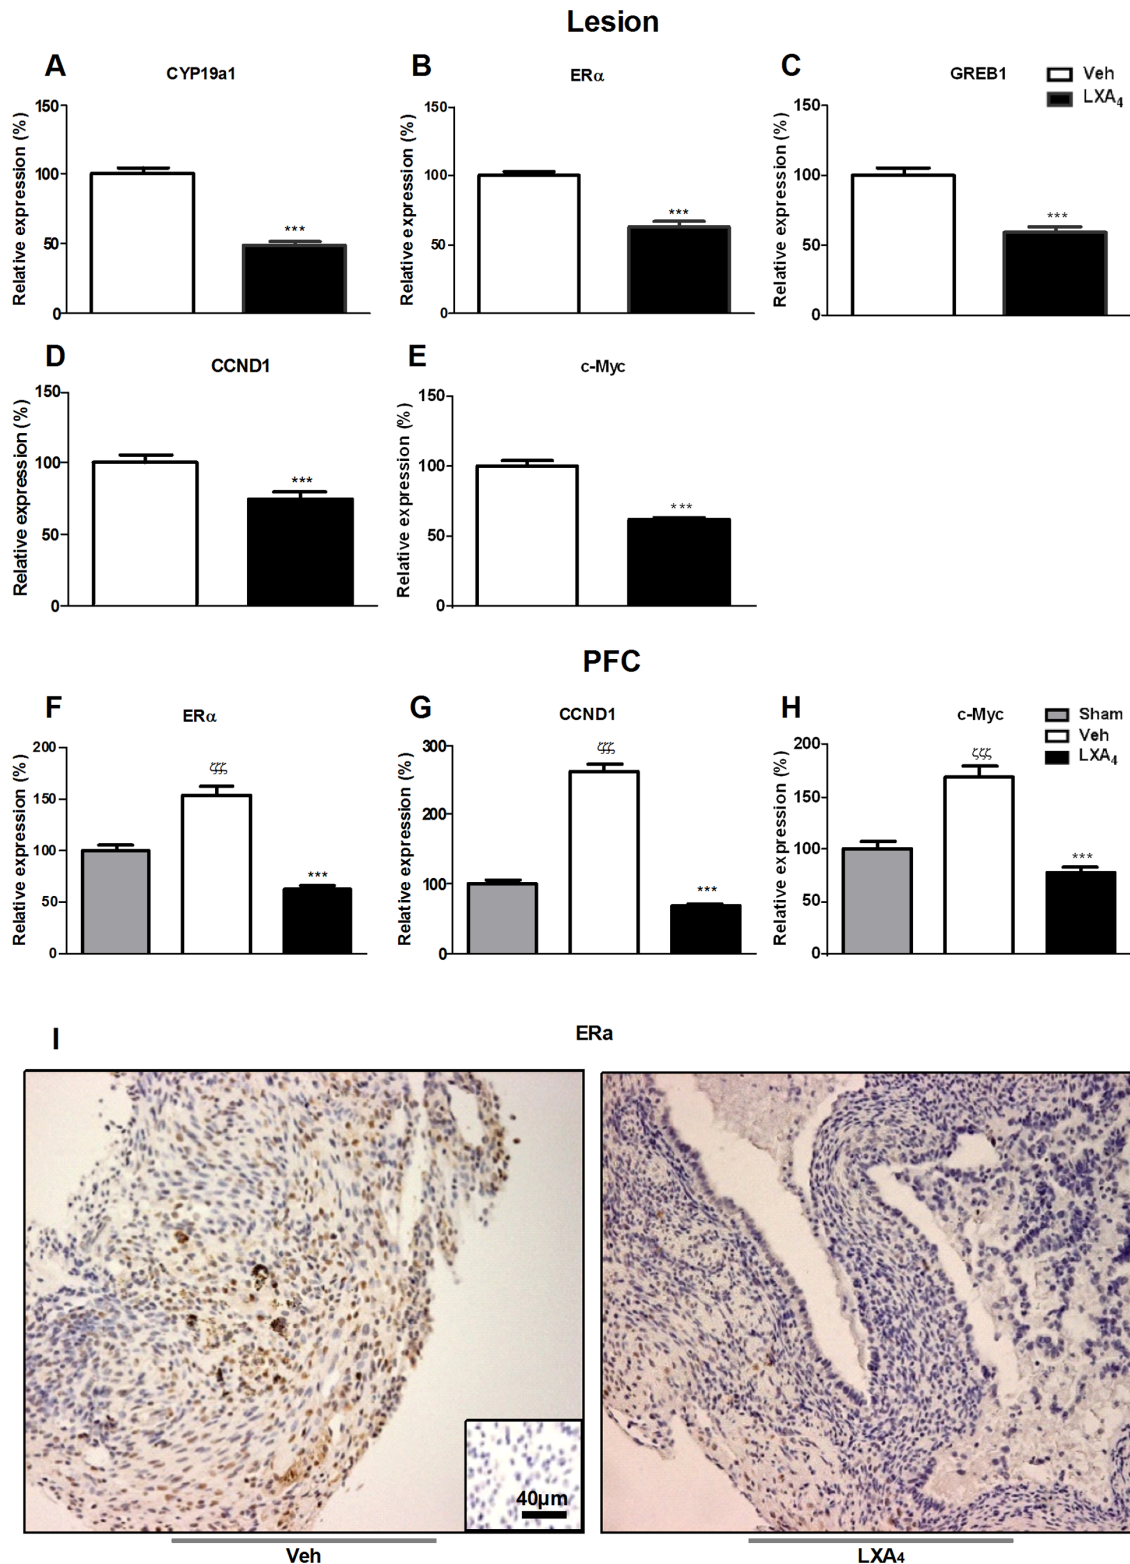 Lesion
A
CYP19a1
Relative expression (%)
150
100
50
0
***
B
ERα
Relative expression (%)
150
100
50
0
***
C
GREB1
Veh
LXA₄
Relative expression (%)
150
100
50
0
***
D
CCND1
Relative expression (%)
150
100
50
0
***
E
c-Myc
Relative expression (%)
150
100
50
0
***
PFC
F
ERα
Relative expression (%)
200
150
100
50
0
ζζζ
***
G
CCND1
Relative expression (%)
300
200
100
0
ζζζ
***
H
c-Myc
Sham
Veh
LXA₄
Relative expression (%)
200
150
100
50
0
ζζζ
***
I
ERa
40µm
Veh
LXA₄